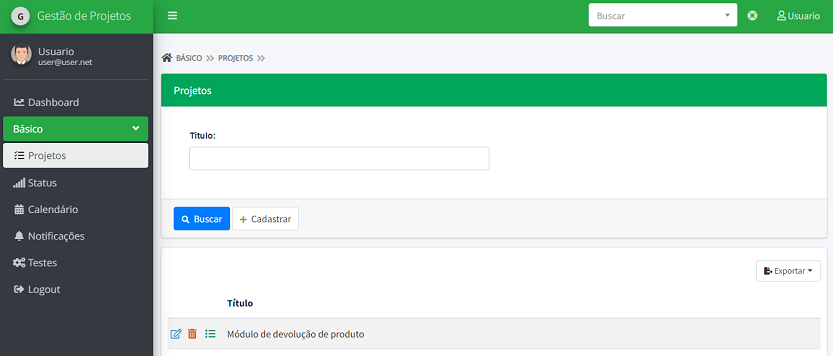 G Gestão de Projetos
Buscar
Usuario
Usuario
user@user.net
Dashboard
Básico
Projetos
Status
Calendário
Notificações
Testes
Logout
BÁSICO PROJETOS
Projetos
Título:
Buscar
Cadastrar
Exportar
Título
Módulo de devolução de produto